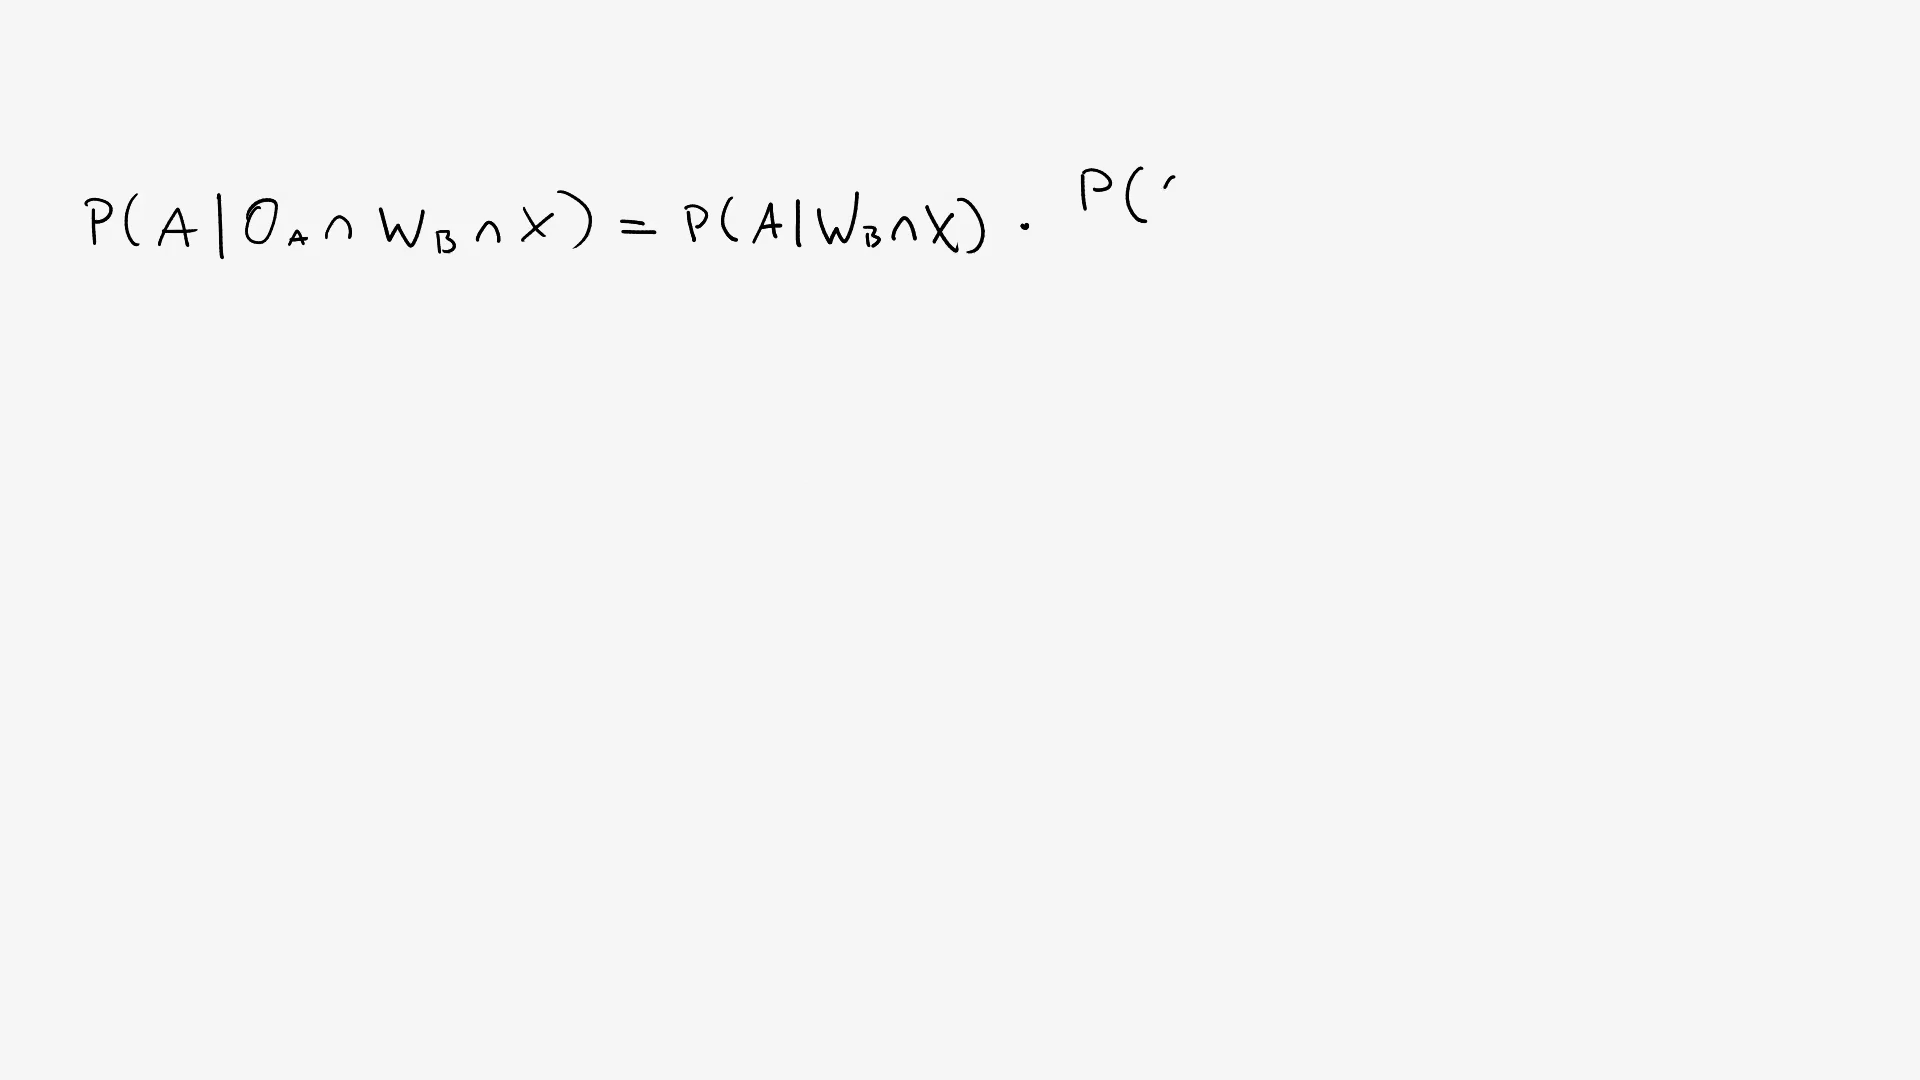 P(A|O_A ∩ W_B ∩ X) = P(A|W_B ∩ X) · P(